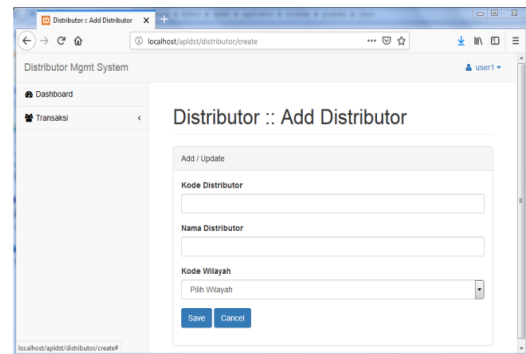 Distributor :: Add Distributor
localhost/apldst/distributor/create
Distributor Mgmt System
user1
Dashboard
Transaksi
Distributor :: Add Distributor
Add / Update
Kode Distributor
Nama Distributor
Kode Wilayah
Pilih Wilayah
Save Cancel
localhost/apldst/distributor/create#